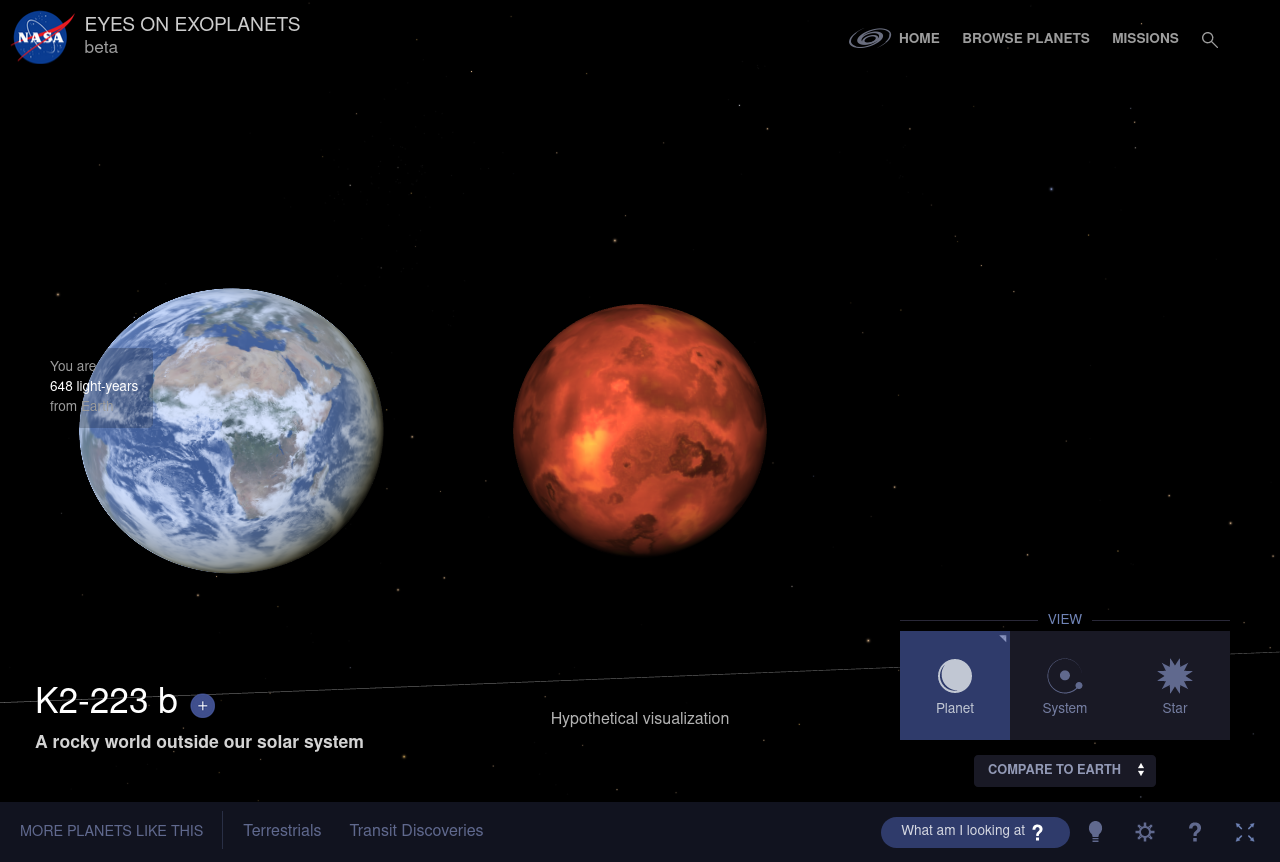 NASA
EYES ON EXOPLANETS
beta
HOME
BROWSE PLANETS
MISSIONS
You are
648 light-years
from Earth
K2-223 b +
A rocky world outside our solar system
Hypothetical visualization
VIEW
Planet
System
Star
COMPARE TO EARTH
MORE PLANETS LIKE THIS
Terrestrials
Transit Discoveries
What am I looking at ?
?